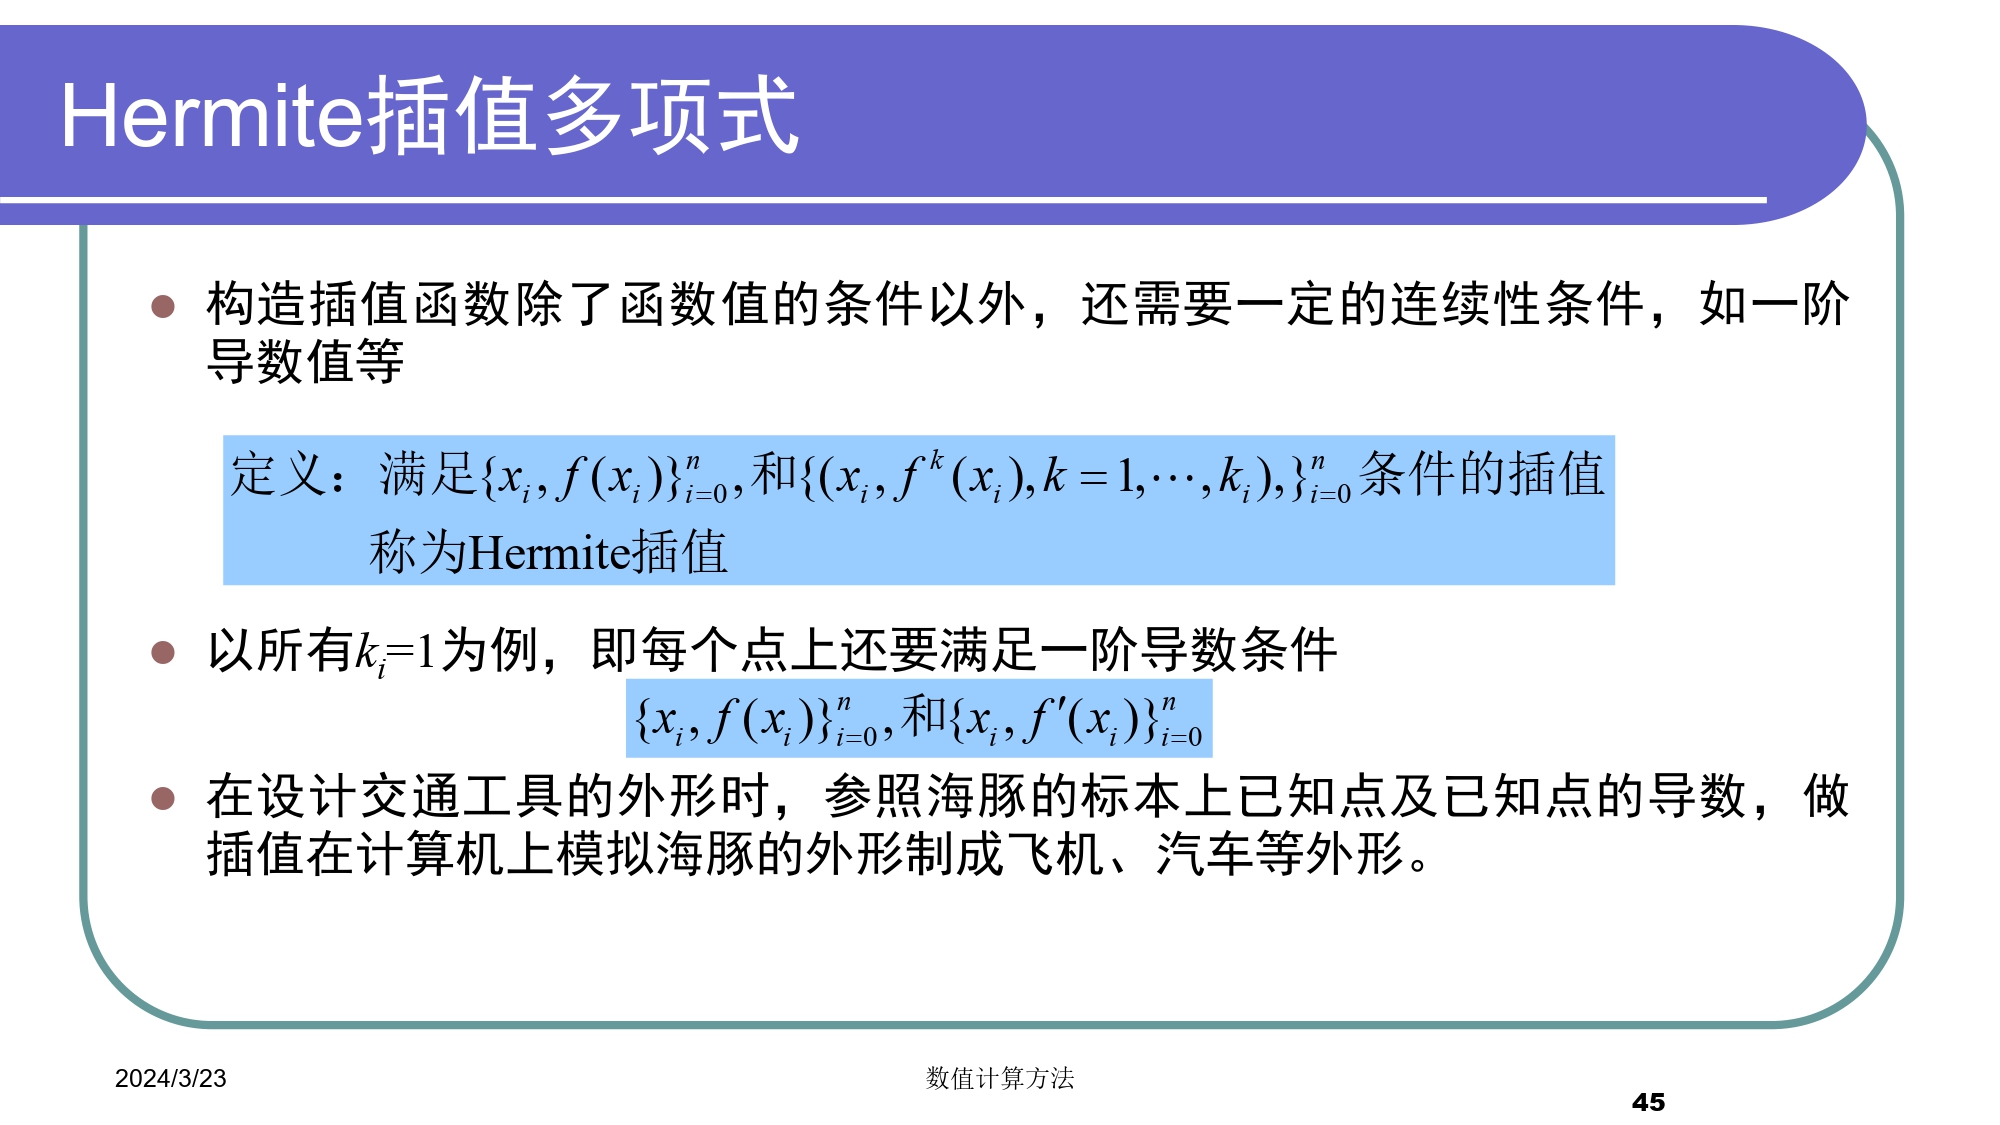 Hermite插值多项式
● 构造插值函数除了函数值的条件以外，还需要一定的连续性条件，如一阶
导数值等
定义：满足{x_i, f(x_i)}_{i=0}^n, 和{(x_i, f^k(x_i), k=1,⋯,k_i),}_{i=0}^n 条件的插值
称为Hermite插值
● 以所有k_i=1为例，即每个点上还要满足一阶导数条件
{x_i, f(x_i)}_{i=0}^n, 和{x_i, f′(x_i)}_{i=0}^n
● 在设计交通工具的外形时，参照海豚的标本上已知点及已知点的导数，做
插值在计算机上模拟海豚的外形制成飞机、汽车等外形。
2024/3/23
数值计算方法
45